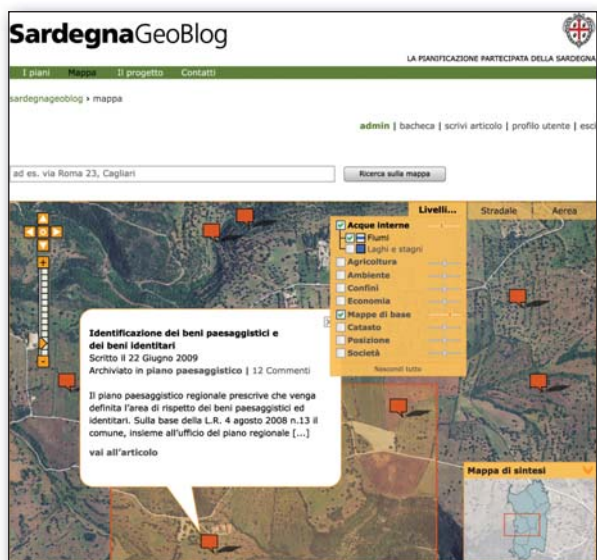 SardegnaGeoBlog
LA PIANIFICAZIONE PARTECIPATA DELLA SARDEGNA
I piani Mappa Il progetto Contatti
sardegnageoblog › mappa
admin | bacheca | scrivi articolo | profilo utente | esci
ad es. via Roma 23, Cagliari
Ricerca sulla mappa
Livelli... Stradale Aerea
Acque interne
Fiumi
Laghi e stagni
Agricoltura
Ambiente
Confini
Economia
Mappe di base
Catasto
Posizione
Società
Nascondi tutto
Identificazione dei beni paesaggistici e
dei beni identitari
Scritto il 22 Giugno 2009
Archiviato in piano paesaggistico | 12 Commenti
Il piano paesaggistico regionale prescrive che venga
definita l'area di rispetto dei beni paesaggistici ed
identitari. Sulla base della L.R. 4 agosto 2008 n.13 il
comune, insieme all'ufficio del piano regionale [...]
vai all'articolo
Mappa di sintesi